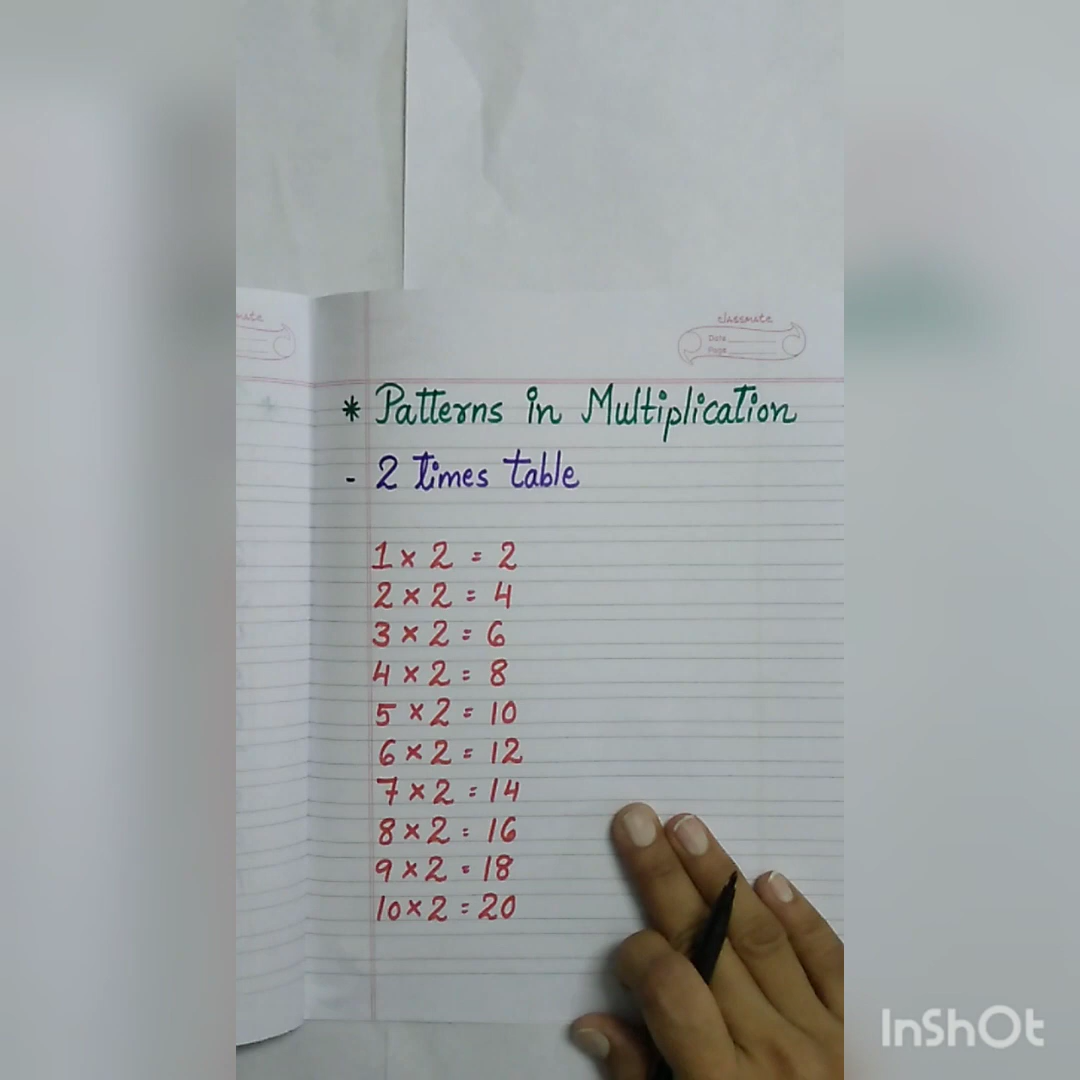 classmate
Date
Page
* Patterns in Multiplication
- 2 times table
1 × 2 = 2
2 × 2 = 4
3 × 2 = 6
4 × 2 = 8
5 × 2 = 10
6 × 2 = 12
7 × 2 = 14
8 × 2 = 16
9 × 2 = 18
10 × 2 = 20
InShOt